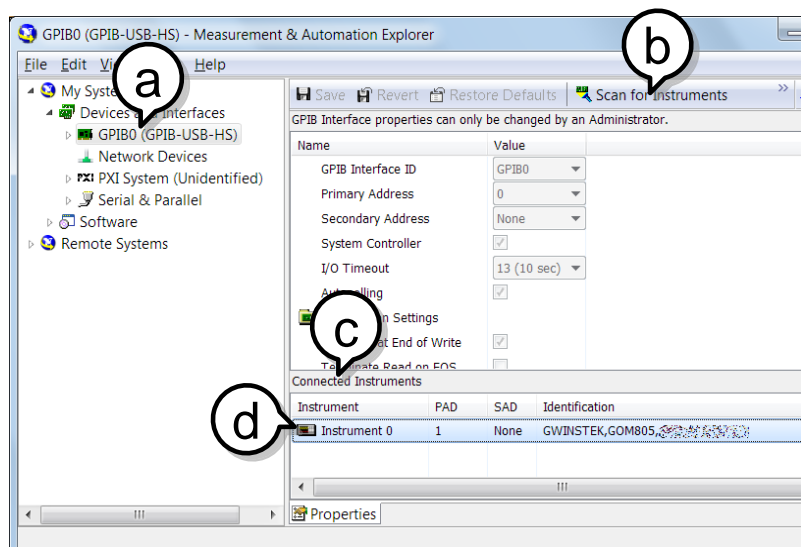 GPIB0 (GPIB-USB-HS) - Measurement & Automation Explorer
File Edit Help
a
b
My System
Save Revert Restore Defaults Scan for Instruments »
Devices and Interfaces
GPIB Interface properties can only be changed by an Administrator.
GPIB0 (GPIB-USB-HS)
Name Value
Network Devices
GPIB Interface ID GPIB0
PXI PXI System (Unidentified)
Primary Address 0
Serial & Parallel
Secondary Address None
Software
System Controller
Remote Systems
I/O Timeout 13 (10 sec)
Autopolling
c
Settings
at End of Write
Terminate Read on EOS
Connected Instruments
d
Instrument PAD SAD Identification
Instrument 0 1 None GWINSTEK,GOM805,
Properties